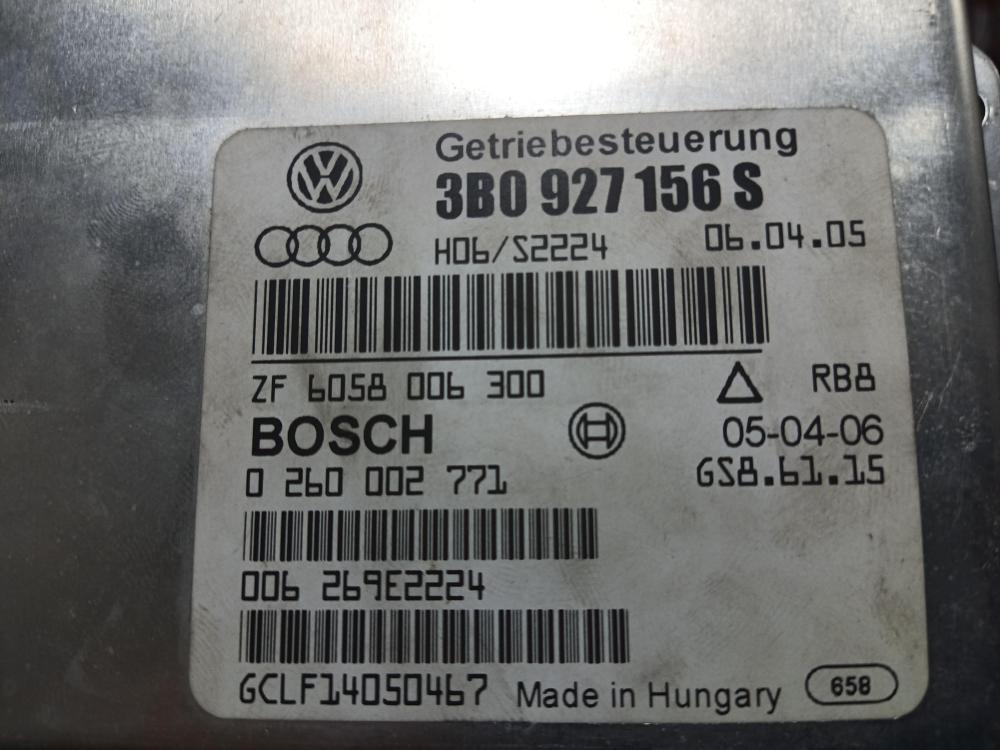 Getriebesteuerung
3B0 927 156 S
H06/S2224 06.04.05
ZF 6058 006 300 RB8
BOSCH 05-04-06
0 260 002 771 GS8.61.15
006 269E2224
GCLF14050467 Made in Hungary 658